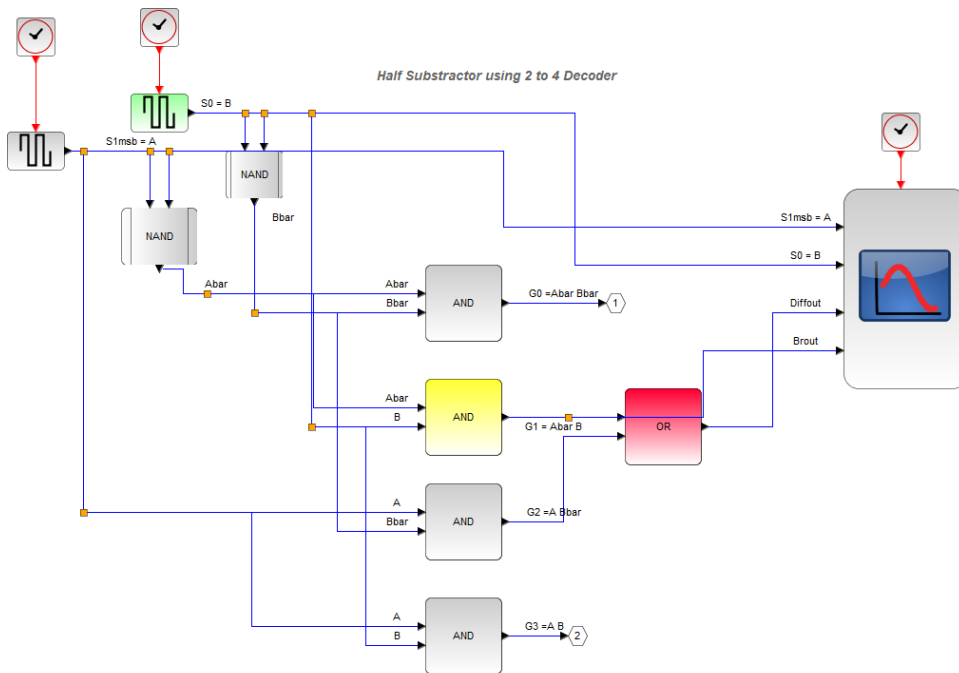 Half Substractor using 2 to 4 Decoder
S0 = B
S1msb = A
NAND
NAND
Bbar
S1msb = A
S0 = B
Abar
Abar
Bbar
AND
G0 =Abar Bbar
1
Diffout
Brout
Abar
B
AND
G1 = Abar B
OR
A
Bbar
AND
G2 =A Bbar
A
B
AND
G3 =A B
2